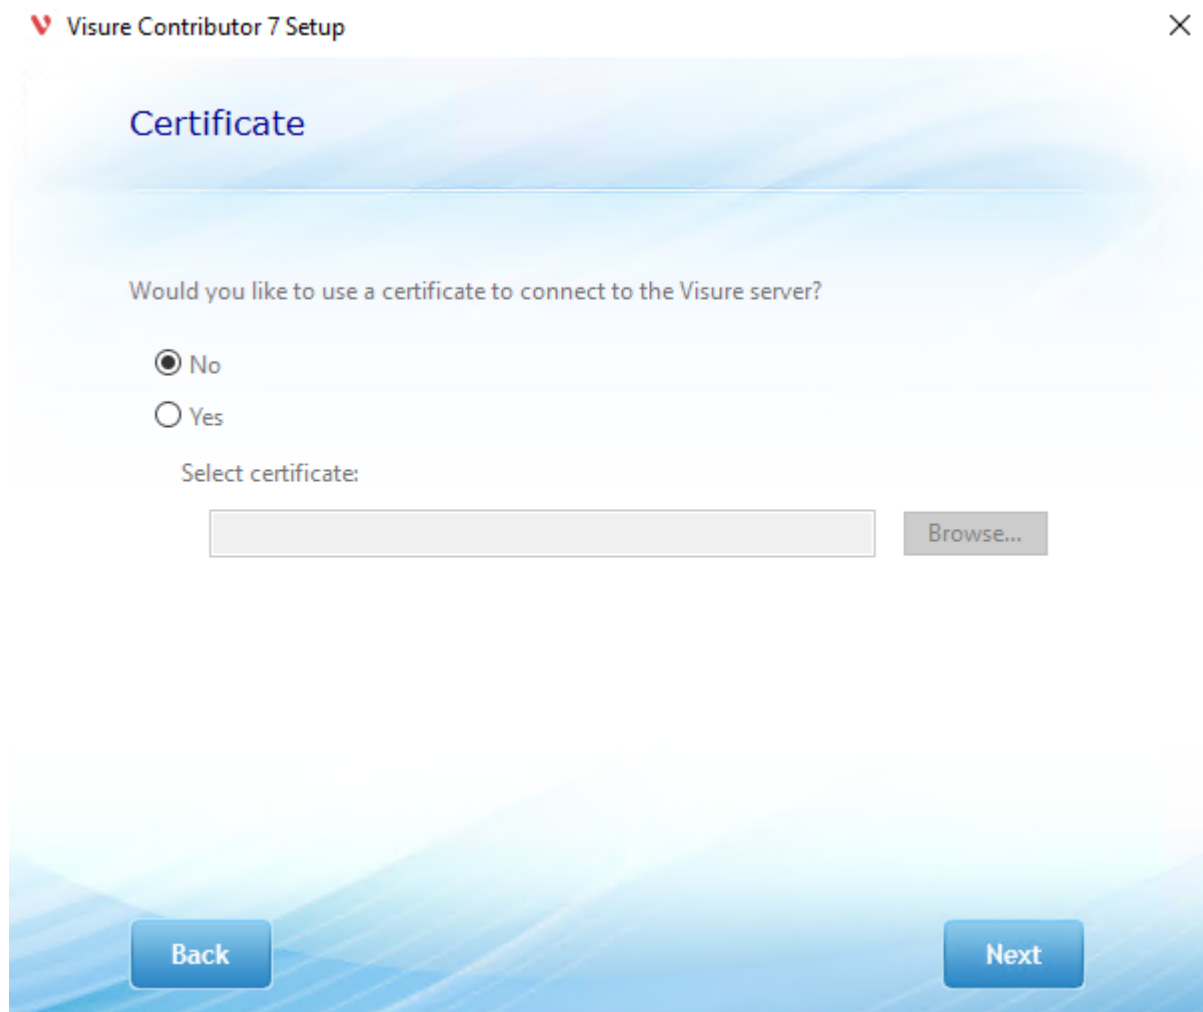 Visure Contributor 7 Setup
Certificate
Would you like to use a certificate to connect to the Visure server?
No
Yes
Select certificate:
Browse...
Back
Next